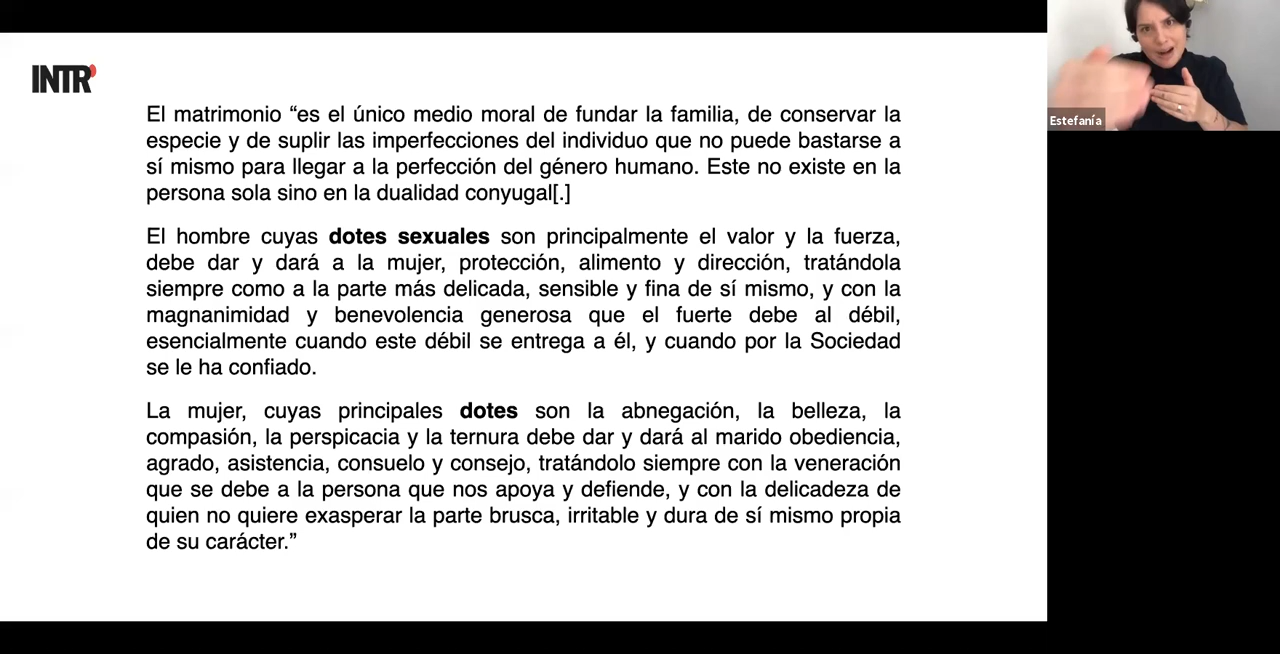 INTR'
El matrimonio “es el único medio moral de fundar la familia, de conservar la
especie y de suplir las imperfecciones del individuo que no puede bastarse a
sí mismo para llegar a la perfección del género humano. Este no existe en la
persona sola sino en la dualidad conyugal[.]
El hombre cuyas dotes sexuales son principalmente el valor y la fuerza,
debe dar y dará a la mujer, protección, alimento y dirección, tratándola
siempre como a la parte más delicada, sensible y fina de sí mismo, y con la
magnanimidad y benevolencia generosa que el fuerte debe al débil,
esencialmente cuando este débil se entrega a él, y cuando por la Sociedad
se le ha confiado.
La mujer, cuyas principales dotes son la abnegación, la belleza, la
compasión, la perspicacia y la ternura debe dar y dará al marido obediencia,
agrado, asistencia, consuelo y consejo, tratándolo siempre con la veneración
que se debe a la persona que nos apoya y defiende, y con la delicadeza de
quien no quiere exasperar la parte brusca, irritable y dura de sí mismo propia
de su carácter.”
Estefanía